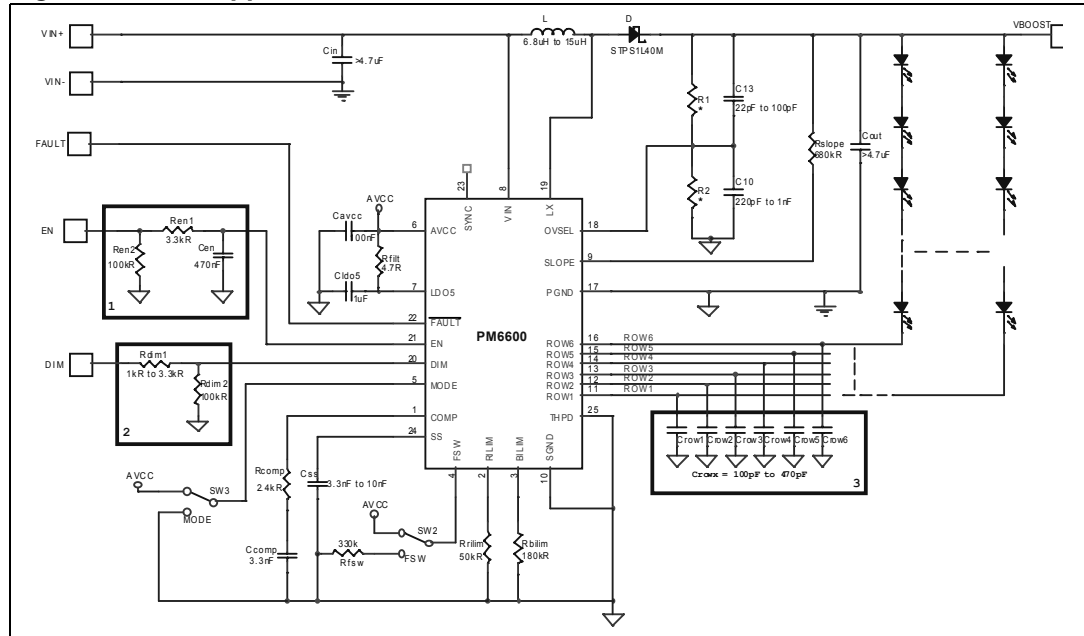 VIN+
L
6.8uH to 15uH
D
STPS1L40M
VBOOST
Cin
>4.7uF
VIN-
FAULT
R1
*
C13
22pF to 100pF
Rslope
680kR
Cout
>4.7uF
R2
*
C10
220pF to 1nF
EN
Ren1
3.3kR
Ren2
100kR
Cen
470nF
1
AVCC
Cavcc
100nF
Rfilt
4.7R
Cldo5
1uF
23
SYNC
8
VIN
19
LX
6
AVCC
7
LDO5
22
FAULT
21
EN
20
DIM
5
MODE
1
COMP
24
SS
PM6600
OVSEL
18
SLOPE
9
PGND
17
ROW6
16
ROW6
ROW5
15
ROW5
ROW4
14
ROW4
ROW3
13
ROW3
ROW2
12
ROW2
ROW1
11
ROW1
THPD
25
FSW
4
RILIM
2
BILIM
3
SGND
10
DIM
Rdim1
1kR to 3.3kR
Rdim2
100kR
2
Crow1 Crow2 Crow3 Crow4 Crow5 Crow6
Crowx = 100pF to 470pF
3
AVCC
SW3
MODE
Rcomp
2.4kR
Css
3.3nF to 10nF
AVCC
SW2
FSW
330k
Rfsw
Ccomp
3.3nF
Rrilim
50kR
Rbilim
180kR